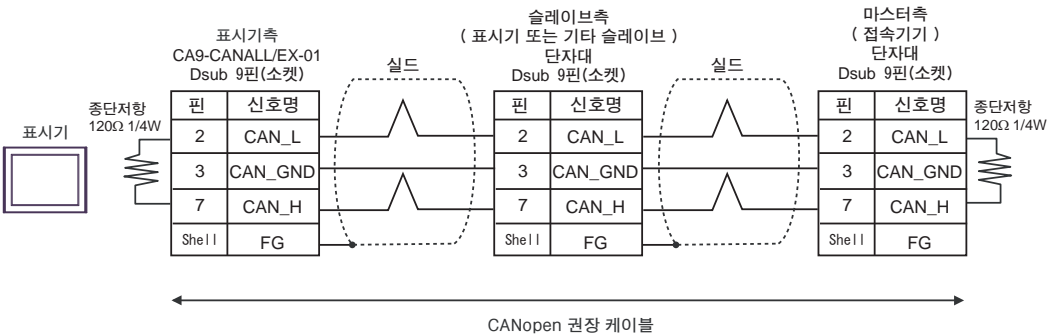 표시기
종단저항
120Ω 1/4W
표시기측
CA9-CANALL/EX-01
Dsub 9핀(소켓)
핀 신호명
2 CAN_L
3 CAN_GND
7 CAN_H
Shell FG
실드
슬레이브측
( 표시기 또는 기타 슬레이브 )
단자대
Dsub 9핀(소켓)
핀 신호명
2 CAN_L
3 CAN_GND
7 CAN_H
Shell FG
실드
마스터측
( 접속기기 )
단자대
Dsub 9핀(소켓)
핀 신호명
2 CAN_L
3 CAN_GND
7 CAN_H
Shell FG
종단저항
120Ω 1/4W
CANopen 권장 케이블